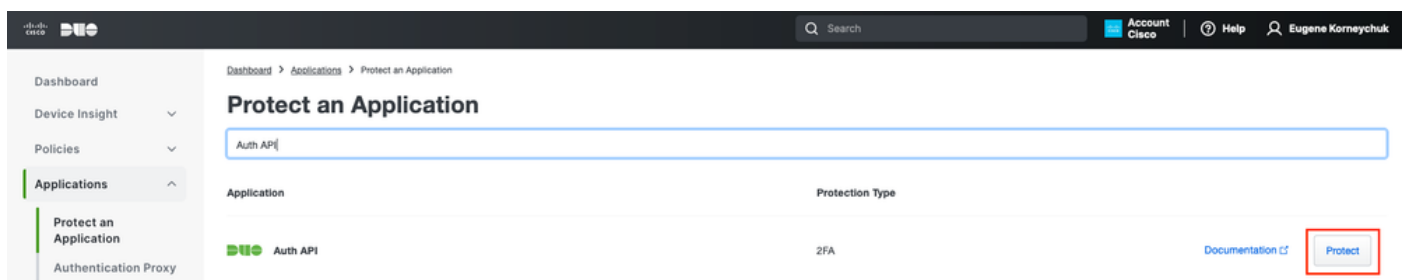 cisco DUO
Search
Account
Cisco
Help
Eugene Korneychuk
Dashboard
Device Insight
Policies
Applications
Protect an
Application
Authentication Proxy
Dashboard > Applications > Protect an Application
Protect an Application
Auth API
Application Protection Type
DUO Auth API 2FA Documentation Protect